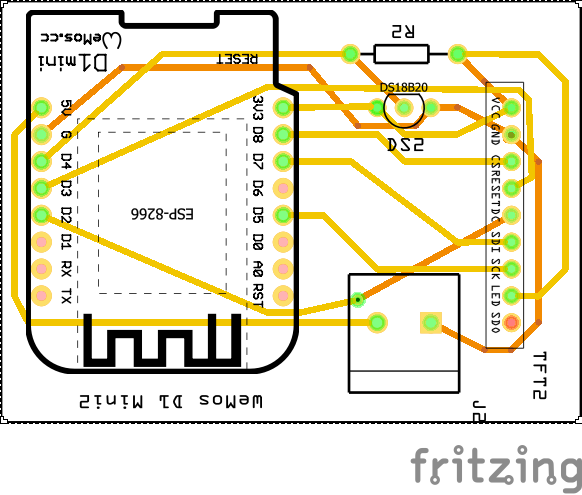 WeMos.cc
D1mini
RESET
R2
DS18B20
DS2
5V
G
D4
D3
D2
D1
RX
TX
3V3
D8
D7
D6
D5
D0
A0
RST
ESP-8266
VCC
GND
CS
RESET
DC
SDI
SCK
LED
SDO
TFT2
J2
WeMos D1 Mini2
fritzing